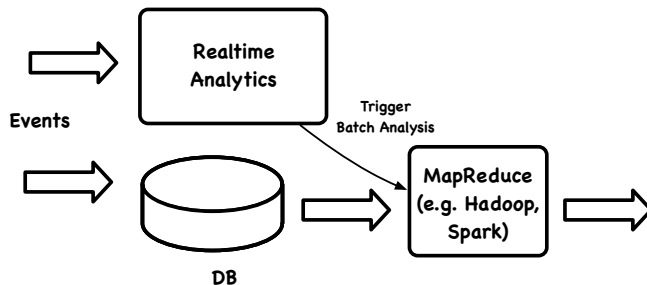 Realtime
Analytics
Events
Trigger
Batch Analysis
MapReduce
(e.g. Hadoop,
Spark)
DB